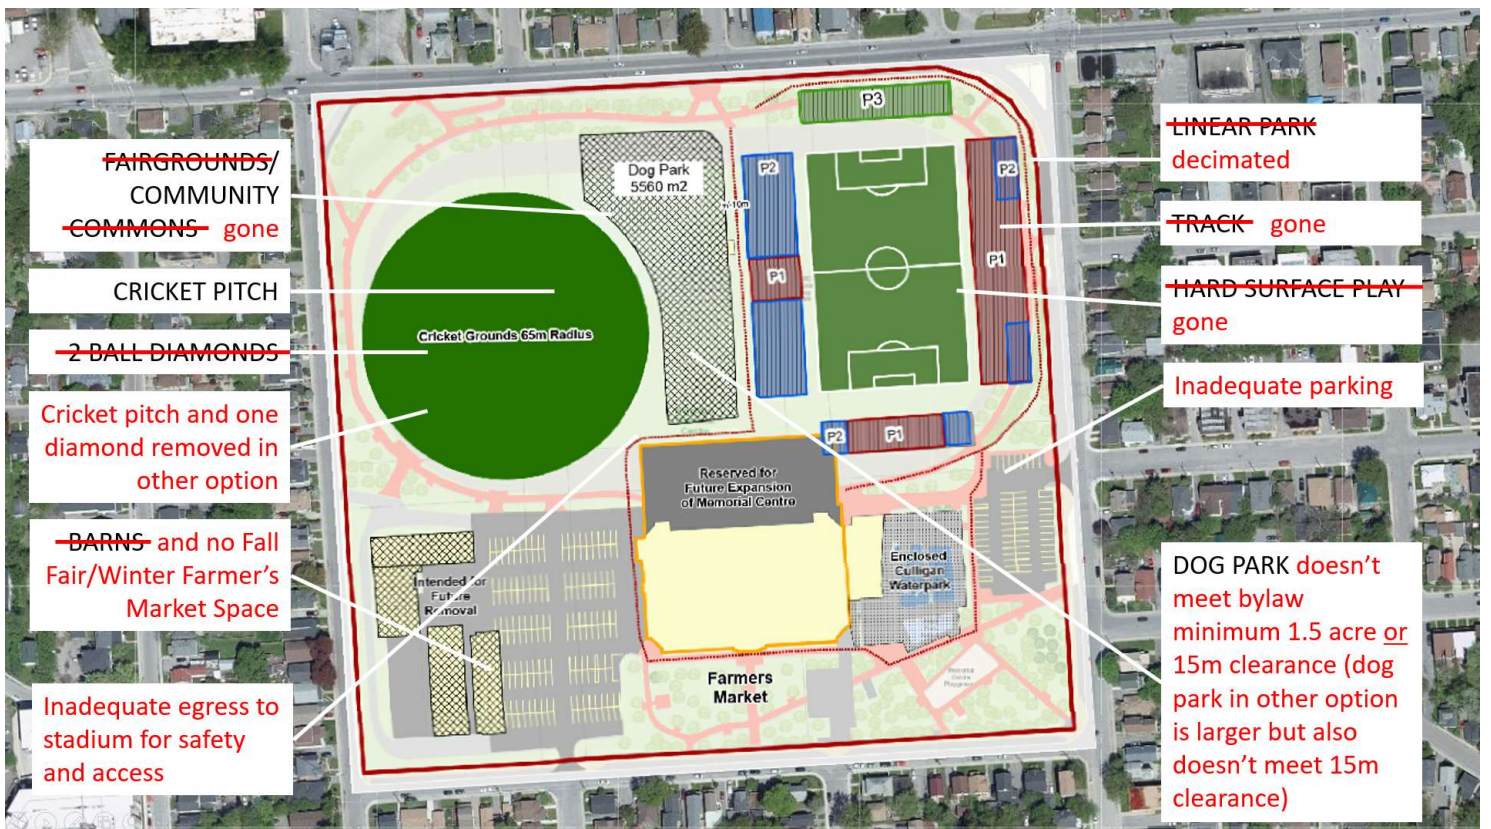 FAIRGROUNDS/
COMMUNITY
COMMONS gone
CRICKET PITCH
2 BALL DIAMONDS
Cricket pitch and one
diamond removed in
other option
BARNS and no Fall
Fair/Winter Farmer's
Market Space
Inadequate egress to
stadium for safety
and access
P3
Dog Park
5560 m2
+/-10m
P2
P1
P2
P1
Cricket Grounds 65m Radius
P2
P1
Reserved for
Future Expansion
of Memorial Centre
Intended for
Future
Removal
Enclosed
Culligan
Waterpark
Farmers
Market
Memorial
Centre
Playground
LINEAR PARK
decimated
TRACK gone
HARD SURFACE PLAY
gone
Inadequate parking
DOG PARK doesn't
meet bylaw
minimum 1.5 acre or
15m clearance (dog
park in other option
is larger but also
doesn't meet 15m
clearance)